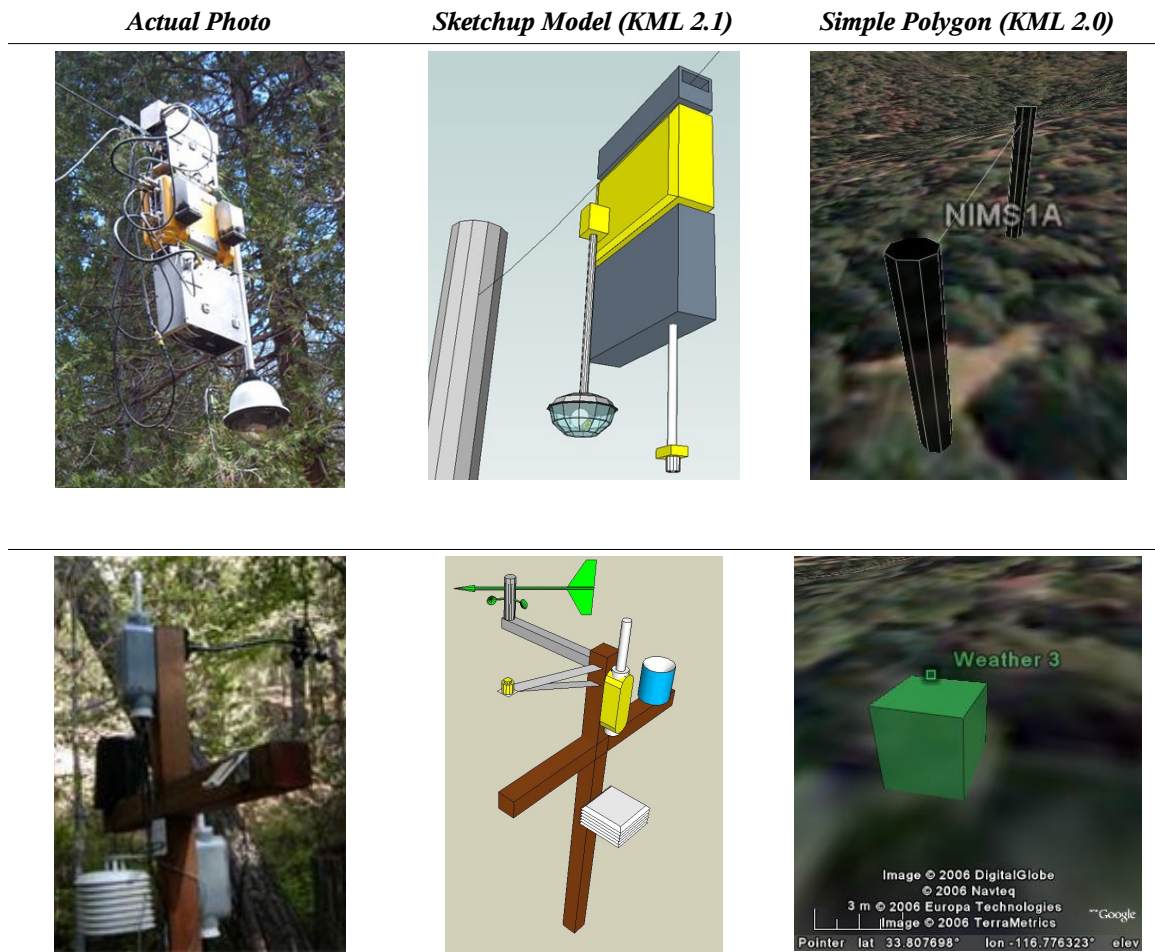 Actual Photo
Sketchup Model (KML 2.1)
Simple Polygon (KML 2.0)
NIMS1A
Weather 3
Image © 2006 DigitalGlobe
© 2006 Navteq
3 m © 2006 Europa Technologies
Image © 2006 TerraMetrics
™Google
Pointer lat 33.807698° lon -116.776323° elev